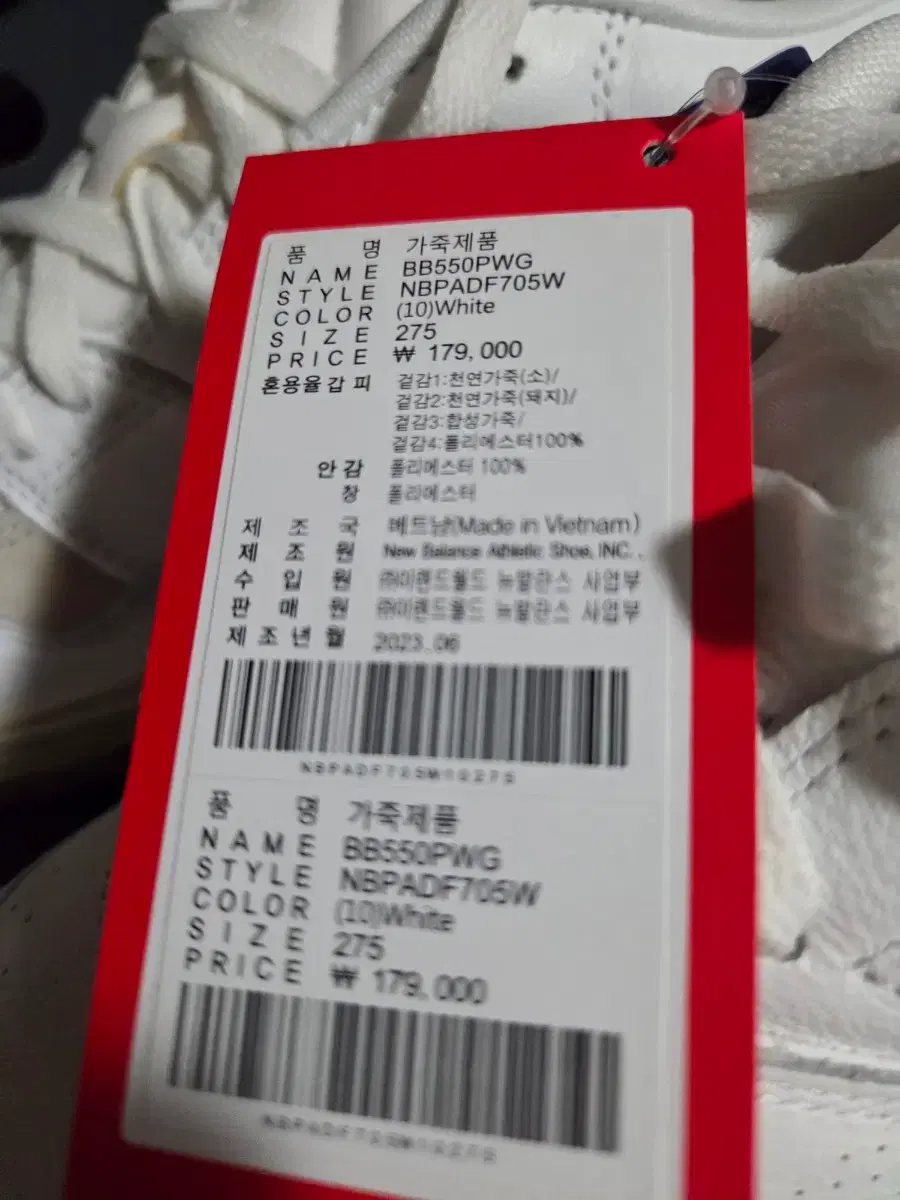 품 명 가죽제품
NAME BB550PWG
STYLE NBPADF705W
COLOR (10)White
SIZE 275
PRICE ₩ 179,000
혼용율갑피 겉감1:천연가죽(소)/
겉감2:천연가죽(돼지)/
겉감3:합성가죽/
겉감4:폴리에스터100%
안감 폴리에스터 100%
창 폴리에스터
제조국 베트남(Made in Vietnam)
제조원 New Balance Athletic Shoe, INC.,
수입원 ㈜이랜드월드 뉴발란스 사업부
판매원 ㈜이랜드월드 뉴발란스 사업부
제조년월 2023.06
NBPADF705W10275
품 명 가죽제품
NAME BB550PWG
STYLE NBPADF705W
COLOR (10)White
SIZE 275
PRICE ₩ 179,000
NBPADF705W10275